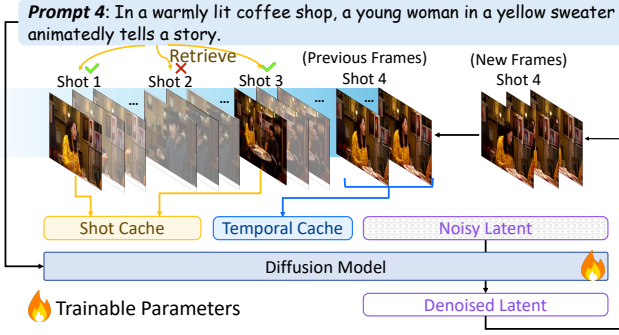 Prompt 4: In a warmly lit coffee shop, a young woman in a yellow sweater
animatedly tells a story.
Retrieve
(Previous Frames)
(New Frames)
Shot 1
Shot 2
Shot 3
Shot 4
Shot 4
...
...
...
...
Shot Cache
Temporal Cache
Noisy Latent
Diffusion Model
Trainable Parameters
Denoised Latent